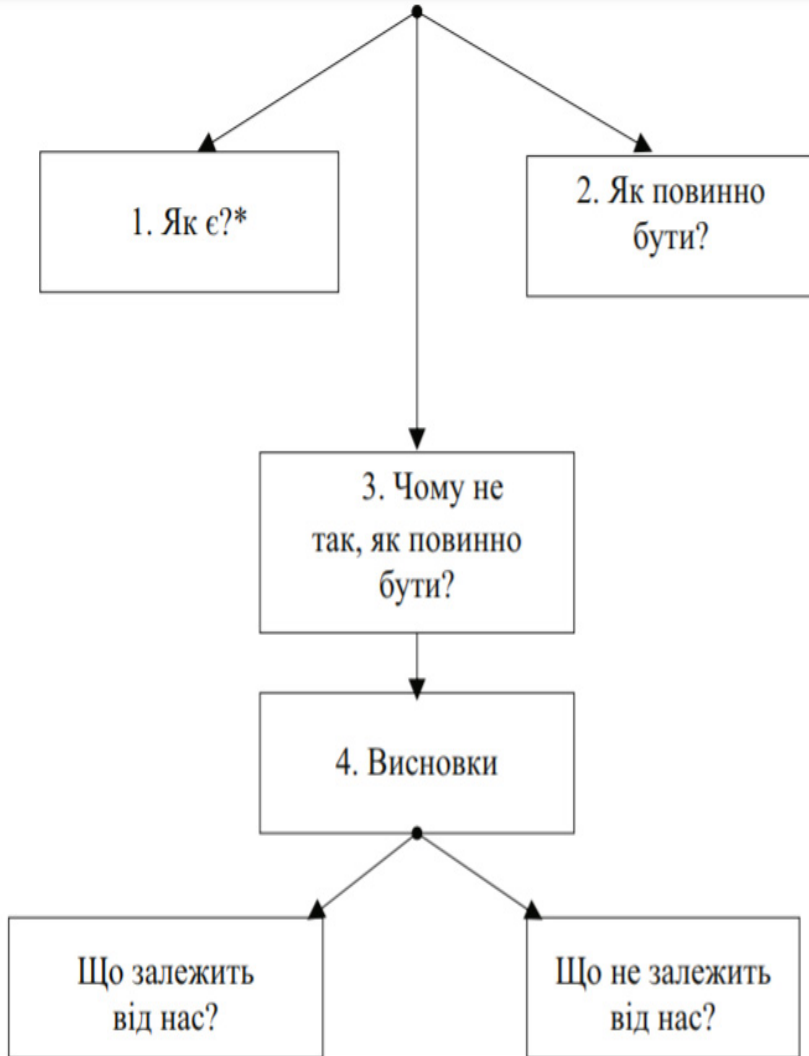 1. Як є?*
2. Як повинно
бути?
3. Чому не
так, як повинно
бути?
4. Висновки
Що залежить
від нас?
Що не залежить
від нас?